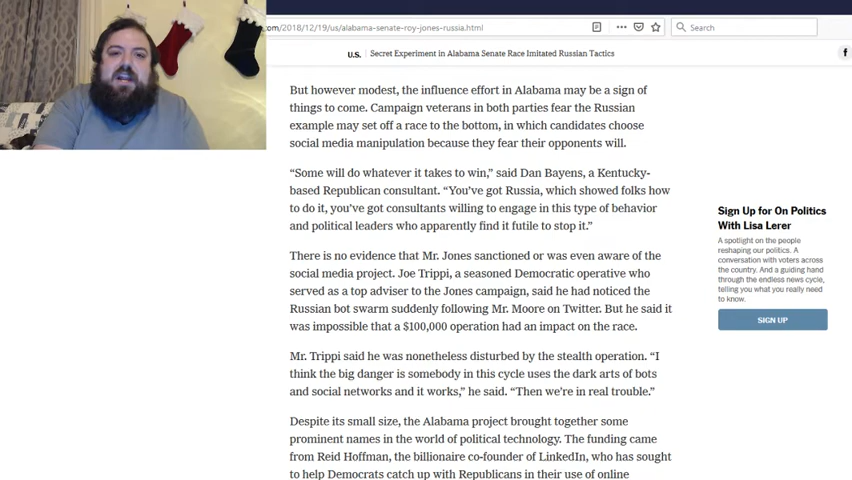 om/2018/12/19/us/alabama-senate-roy-jones-russia.html
Search
U.S. | Secret Experiment in Alabama Senate Race Imitated Russian Tactics
But however modest, the influence effort in Alabama may be a sign of
things to come. Campaign veterans in both parties fear the Russian
example may set off a race to the bottom, in which candidates choose
social media manipulation because they fear their opponents will.
“Some will do whatever it takes to win,” said Dan Bayens, a Kentucky-
based Republican consultant. “You’ve got Russia, which showed folks how
to do it, you’ve got consultants willing to engage in this type of behavior
and political leaders who apparently find it futile to stop it.”
There is no evidence that Mr. Jones sanctioned or was even aware of the
social media project. Joe Trippi, a seasoned Democratic operative who
served as a top adviser to the Jones campaign, said he had noticed the
Russian bot swarm suddenly following Mr. Moore on Twitter. But he said it
was impossible that a $100,000 operation had an impact on the race.
Mr. Trippi said he was nonetheless disturbed by the stealth operation. “I
think the big danger is somebody in this cycle uses the dark arts of bots
and social networks and it works,” he said. “Then we’re in real trouble.”
Despite its small size, the Alabama project brought together some
prominent names in the world of political technology. The funding came
from Reid Hoffman, the billionaire co-founder of LinkedIn, who has sought
to help Democrats catch up with Republicans in their use of online
Sign Up for On Politics
With Lisa Lerer
A spotlight on the people
reshaping our politics. A
conversation with voters across
the country. And a guiding hand
through the endless news cycle,
telling you what you really need
to know.
SIGN UP